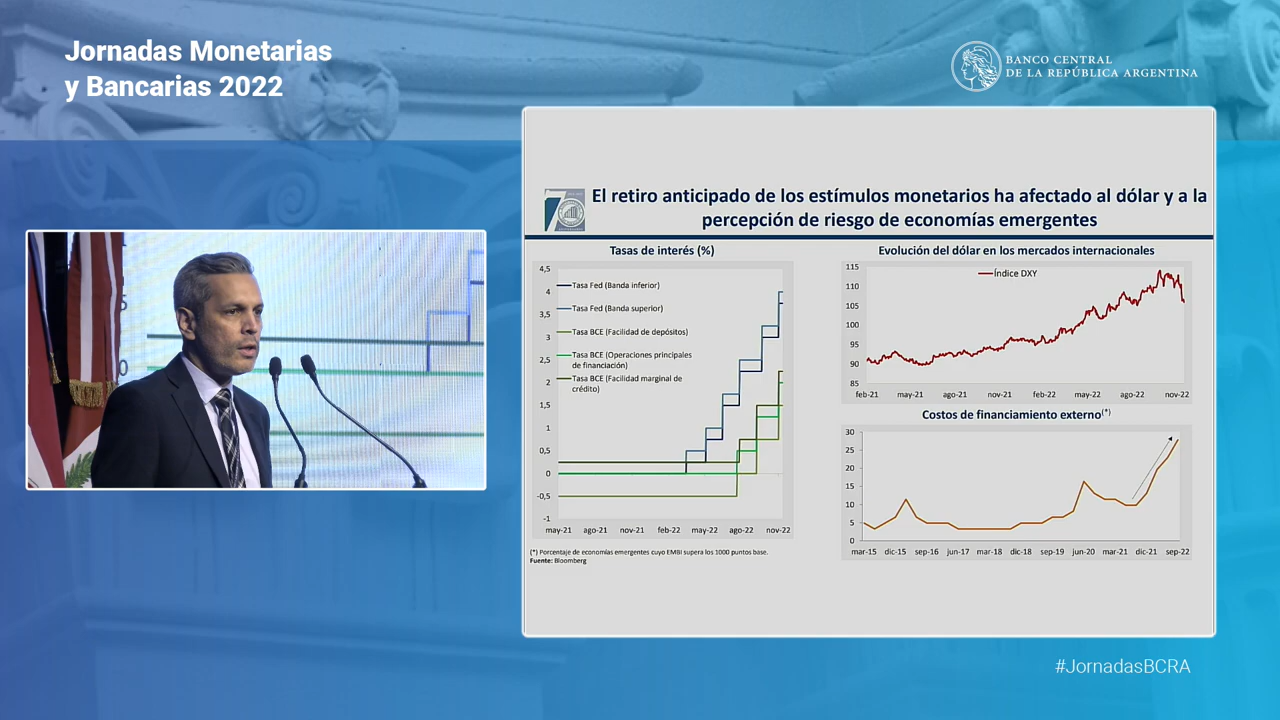 Jornadas Monetarias
y Bancarias 2022
BANCO CENTRAL
DE LA REPÚBLICA ARGENTINA
El retiro anticipado de los estímulos monetarios ha afectado al dólar y a la
percepción de riesgo de economías emergentes
Tasas de interés (%)
4,5
4
3,5
3
2,5
2
1,5
1
0,5
0
-0,5
-1
Tasa Fed (Banda inferior)
Tasa Fed (Banda superior)
Tasa BCE (Facilidad de depósitos)
Tasa BCE (Operaciones principales
de financiación)
Tasa BCE (Facilidad marginal de
crédito)
may-21 ago-21 nov-21 feb-22 may-22 ago-22 nov-22
(*) Porcentaje de economías emergentes cuyo EMBI supera los 1000 puntos base.
Fuente: Bloomberg
Evolución del dólar en los mercados internacionales
Índice DXY
115
110
105
100
95
90
85
feb-21 may-21 ago-21 nov-21 feb-22 may-22 ago-22 nov-22
Costos de financiamiento externo(*)
30
25
20
15
10
5
0
mar-15 dic-15 sep-16 jun-17 mar-18 dic-18 sep-19 jun-20 mar-21 dic-21 sep-22
#JornadasBCRA